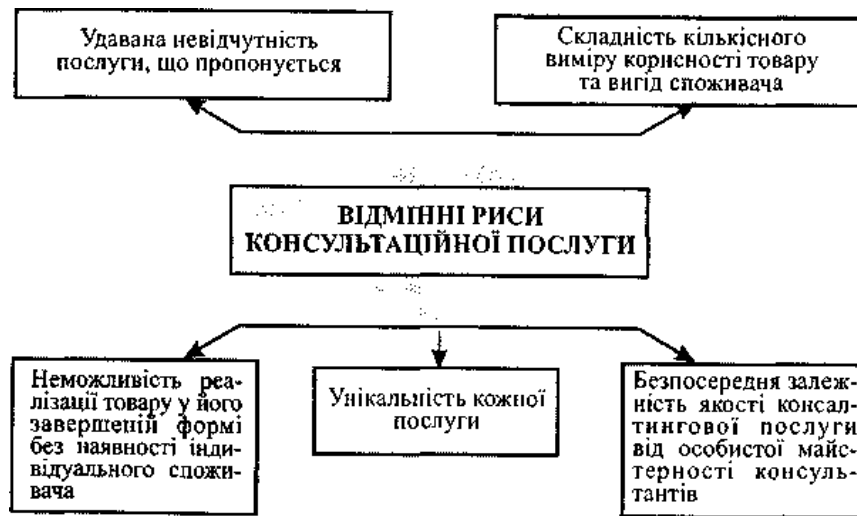 Удавана невідчутність
послуги, що пропонується
Складність кількісного
виміру корисності товару
та вигід споживача
ВІДМІННІ РИСИ
КОНСУЛЬТАЦІЙНОЇ ПОСЛУГИ
Неможливість реа-
лізації товару у його
завершеній формі
без наявності інди-
відуального спожи-
вача
Унікальність кожної
послуги
Безпосередня залеж-
ність якості консал-
тингової послуги
від особистої майс-
терності консуль-
тантів